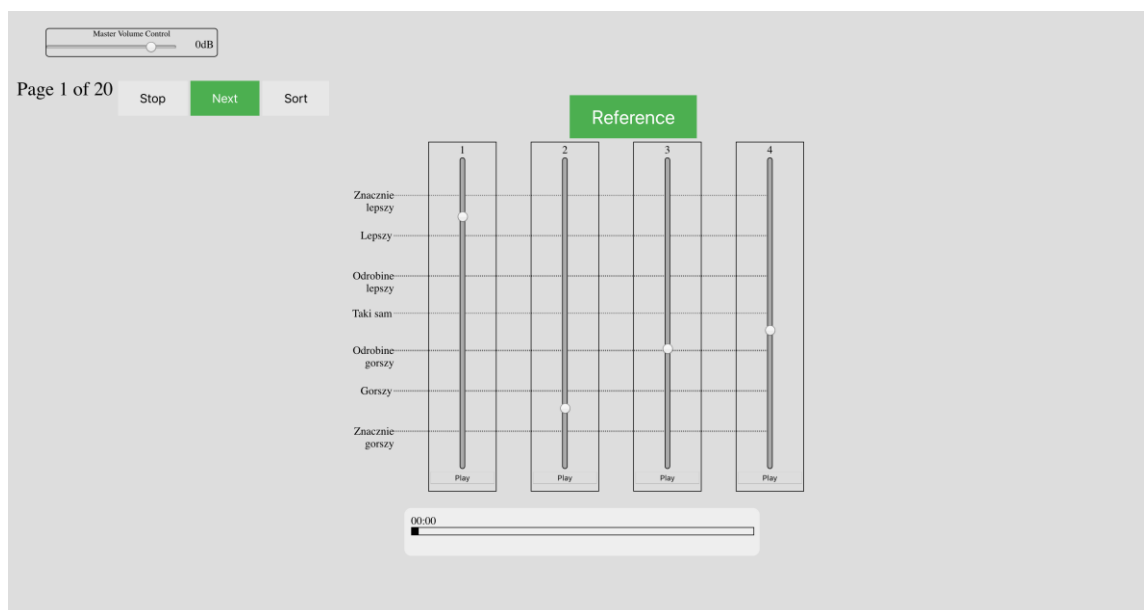 Master Volume Control
0dB
Page 1 of 20
Stop
Next
Sort
Reference
1
2
3
4
Znacznie
lepszy
Lepszy
Odrobine
lepszy
Taki sam
Odrobine
gorszy
Gorszy
Znacznie
gorszy
Play
Play
Play
Play
00:00